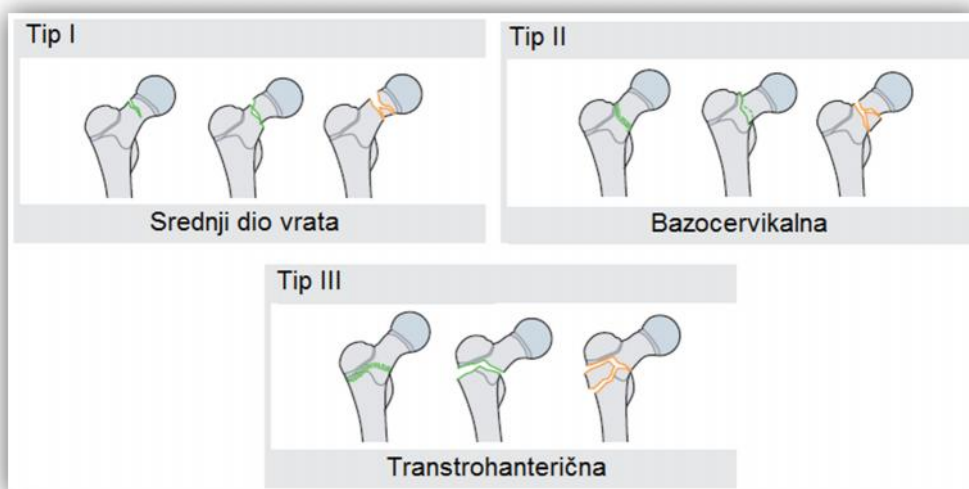 Tip I
Tip II
Srednji dio vrata
Bazocervikalna
Tip III
Transtrohanterična